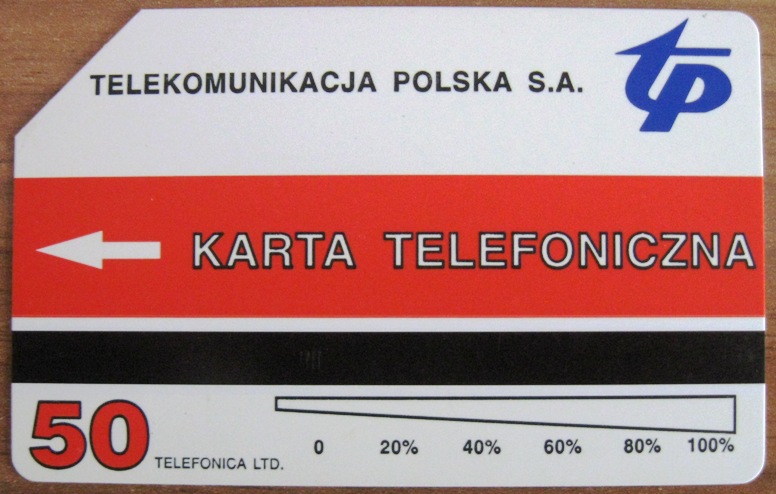 TELEKOMUNIKACJA POLSKA S.A.
tp
KARTA TELEFONICZNA
50 TELEFONICA LTD.
0 20% 40% 60% 80% 100%